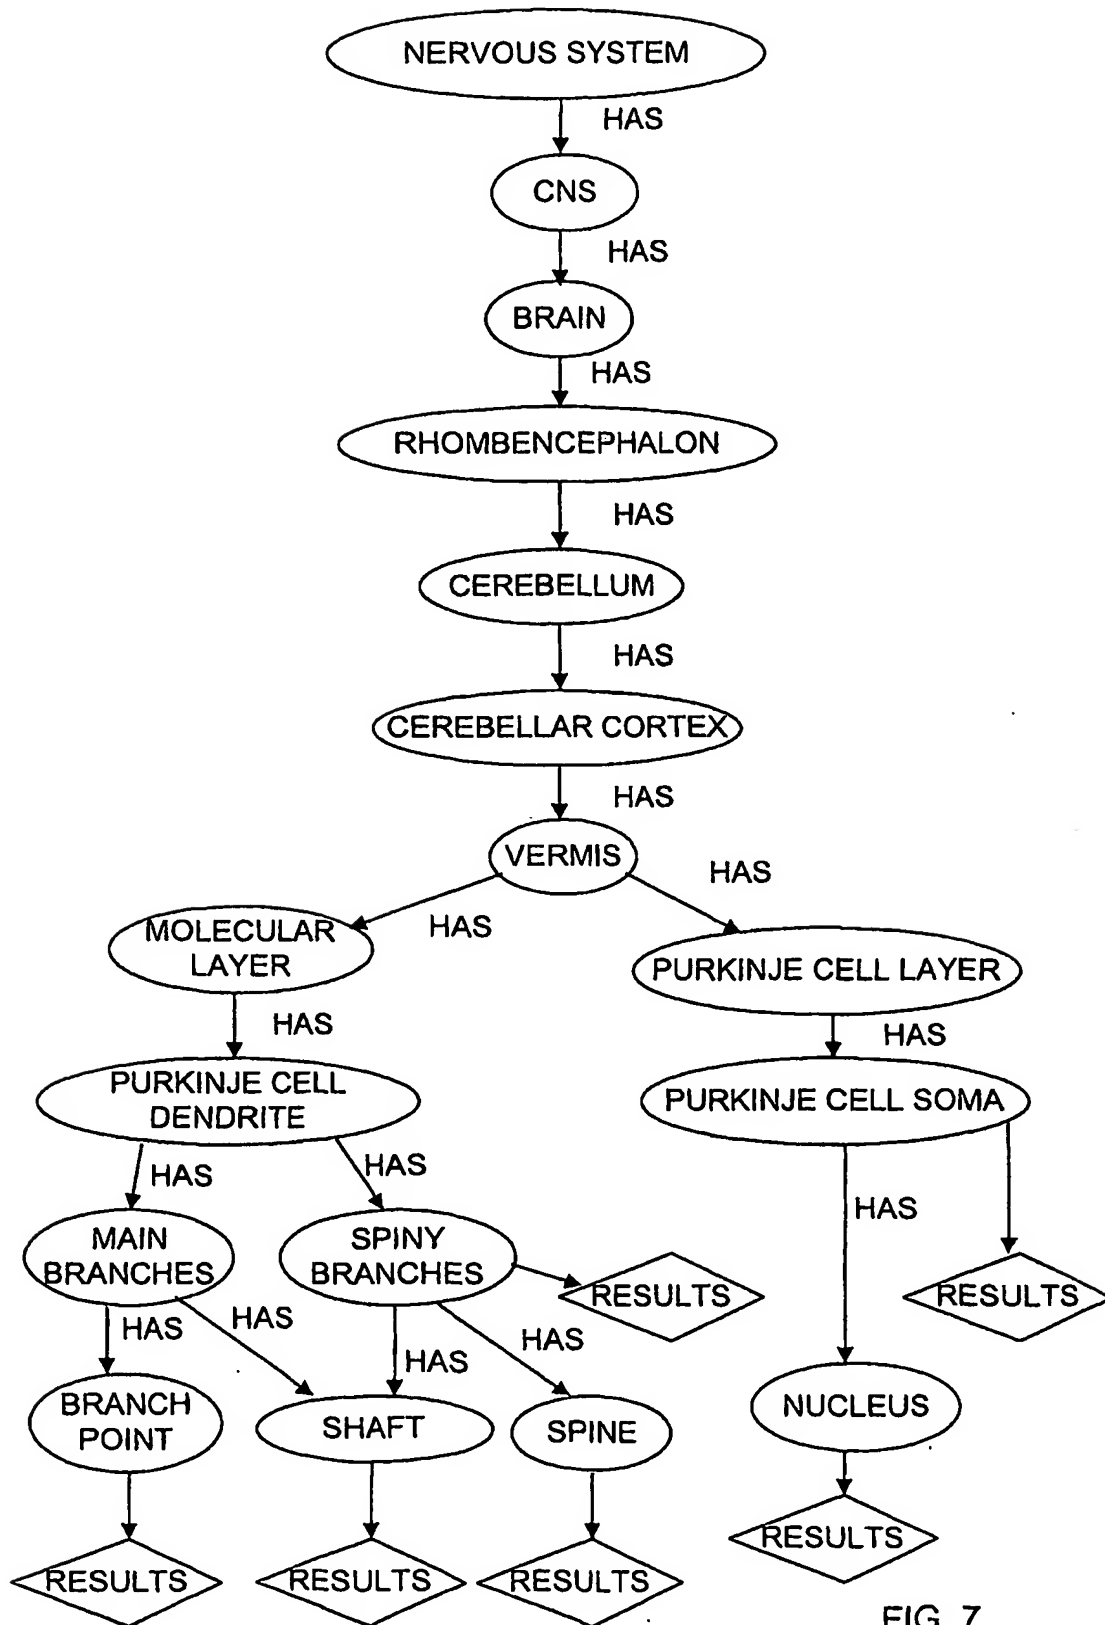 NERVOUS SYSTEM
HAS
CNS
HAS
BRAIN
HAS
RHOMBENCEPHALON
HAS
CEREBELLUM
HAS
CEREBELLAR CORTEX
HAS
VERMIS
HAS
HAS
MOLECULAR
LAYER
PURKINJE CELL LAYER
HAS
HAS
PURKINJE CELL
DENDRITE
PURKINJE CELL SOMA
HAS
HAS
HAS
MAIN
BRANCHES
SPINY
BRANCHES
RESULTS
RESULTS
HAS
HAS
HAS
HAS
BRANCH
POINT
SHAFT
SPINE
NUCLEUS
RESULTS
RESULTS
RESULTS
RESULTS
FIG. 7